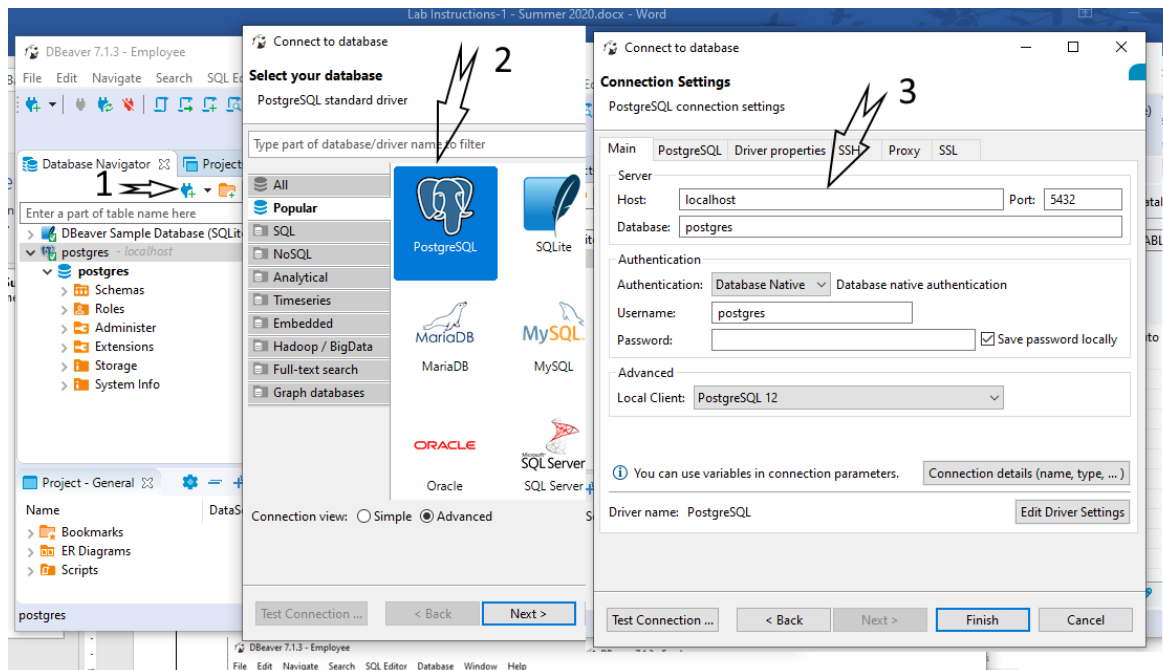 Lab Instructions-1 - Summer 2020.docx - Word
DBeaver 7.1.3 - Employee
File Edit Navigate Search SQL Ed
Database Navigator Project
1
Enter a part of table name here
DBeaver Sample Database (SQLite
postgres - localhost
postgres
Schemas
Roles
Administer
Extensions
Storage
System Info
Project - General
Name DataS
Bookmarks
ER Diagrams
Scripts
postgres
Connect to database
2
Select your database
PostgreSQL standard driver
Type part of database/driver name to filter
All
Popular
SQL
NoSQL
Analytical
Timeseries
Embedded
Hadoop / BigData
Full-text search
Graph databases
PostgreSQL SQLite
MariaDB MySQL
MariaDB MySQL
ORACLE Microsoft SQL Server
Oracle SQL Server
Connection view: Simple Advanced
Test Connection ... < Back Next >
Connect to database
Connection Settings
3
PostgreSQL connection settings
Main PostgreSQL Driver properties SSH Proxy SSL
Server
Host: localhost Port: 5432
Database: postgres
Authentication
Authentication: Database Native Database native authentication
Username: postgres
Password: Save password locally
Advanced
Local Client: PostgreSQL 12
You can use variables in connection parameters. Connection details (name, type, ... )
Driver name: PostgreSQL Edit Driver Settings
Test Connection ... < Back Next > Finish Cancel
DBeaver 7.1.3 - Employee
File Edit Navigate Search SQL Editor Database Window Help